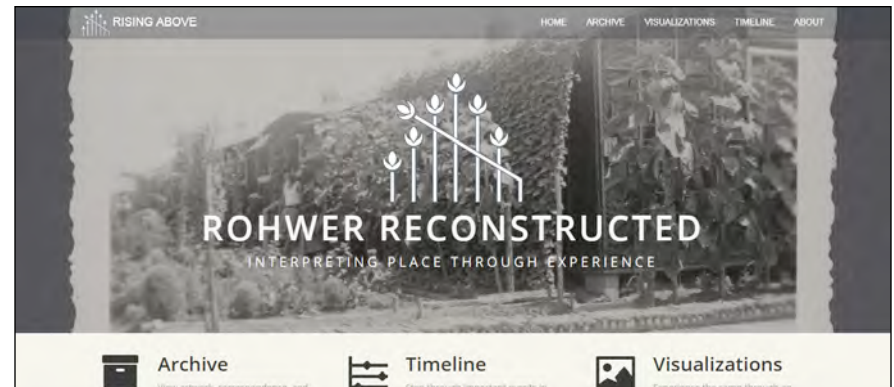 RISING ABOVE
HOME ARCHIVE VISUALIZATIONS TIMELINE ABOUT
ROHWER RECONSTRUCTED
INTERPRETING PLACE THROUGH EXPERIENCE
Archive Timeline Visualizations